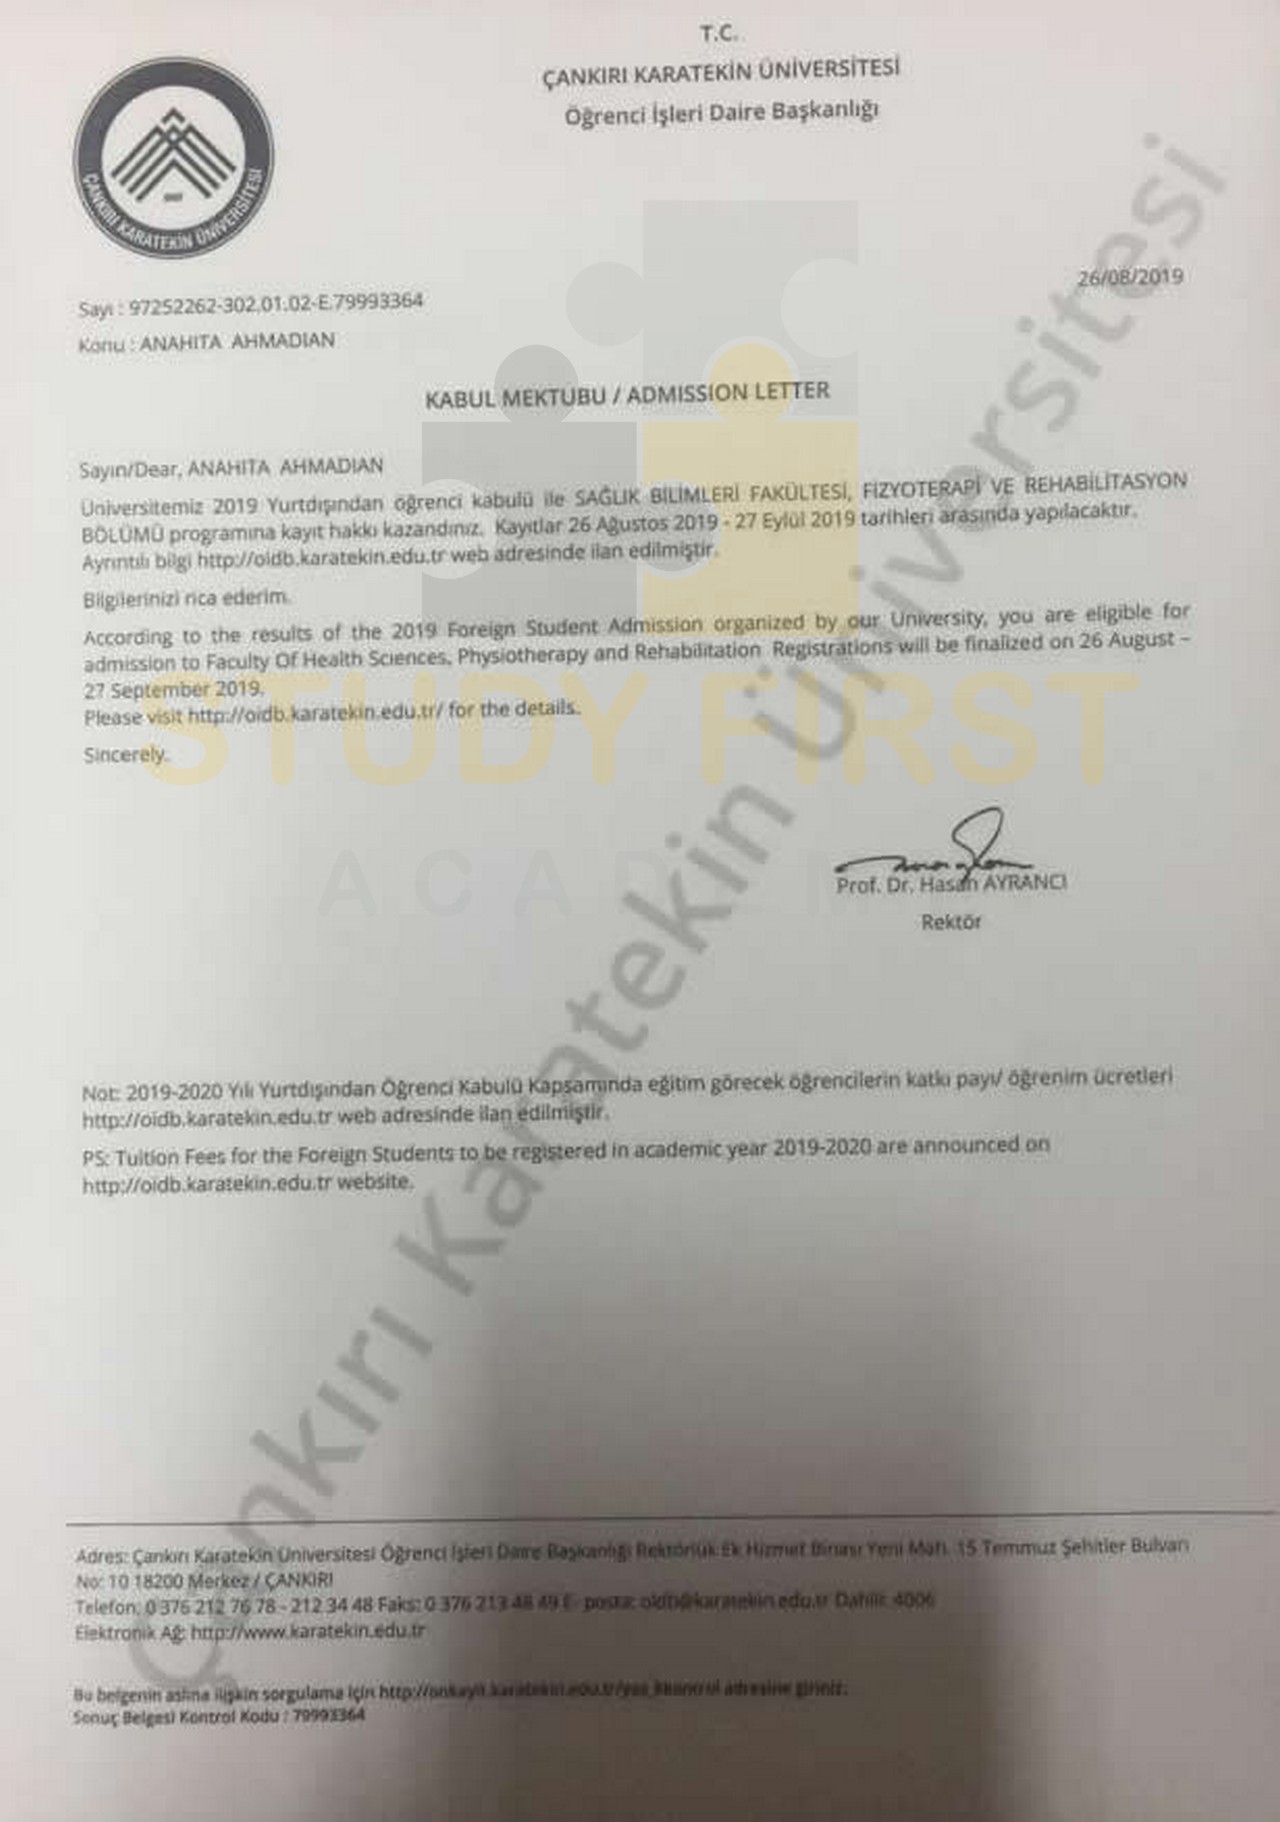 T.C.
ÇANKIRI KARATEKİN ÜNİVERSİTESİ
Öğrenci İşleri Daire Başkanlığı
ÇANKIRI KARATEKİN ÜNİVERSİTESİ
26/08/2019
Sayı : 97252262-302.01.02-E.79993364
Konu : ANAHITA AHMADIAN
KABUL MEKTUBU / ADMISSION LETTER
Sayın/Dear, ANAHITA AHMADIAN
Üniversitemiz 2019 Yurtdışından öğrenci kabulü ile SAĞLIK BİLİMLERİ FAKÜLTESİ, FİZYOTERAPİ VE REHABİLİTASYON
BÖLÜMÜ programına kayıt hakkı kazandınız. Kayıtlar 26 Ağustos 2019 - 27 Eylül 2019 tarihleri arasında yapılacaktır.
Ayrıntılı bilgi http://oidb.karatekin.edu.tr web adresinde ilan edilmiştir.
Bilgilerinizi rica ederim.
According to the results of the 2019 Foreign Student Admission organized by our University, you are eligible for
admission to Faculty Of Health Sciences, Physiotherapy and Rehabilitation Registrations will be finalized on 26 August –
27 September 2019.
Please visit http://oidb.karatekin.edu.tr/ for the details.
Sincerely.
STUDY FIRST
ACADEMY
Prof. Dr. Hasan AYRANCI
Rektör
Çankırı Karatekin Üniversitesi
Not: 2019-2020 Yılı Yurtdışından Öğrenci Kabulü Kapsamında eğitim görecek öğrencilerin katkı payı/ öğrenim ücretleri
http://oidb.karatekin.edu.tr web adresinde ilan edilmiştir.
PS: Tuition Fees for the Foreign Students to be registered in academic year 2019-2020 are announced on
http://oidb.karatekin.edu.tr website.
Adres: Çankırı Karatekin Üniversitesi Öğrenci İşleri Daire Başkanlığı Rektörlük Ek Hizmet Binası Yeni Mah. 15 Temmuz Şehitler Bulvarı
No: 10 18200 Merkez / ÇANKIRI
Telefon: 0 376 212 76 78 - 212 34 48 Faks: 0 376 213 48 49 E- posta: oidb@karatekin.edu.tr Dahili: 4006
Elektronik Ağ: http://www.karatekin.edu.tr
Bu belgenin aslına ilişkin sorgulama için adresine giriniz.
Sonuç Belgesi Kontrol Kodu : 79993364